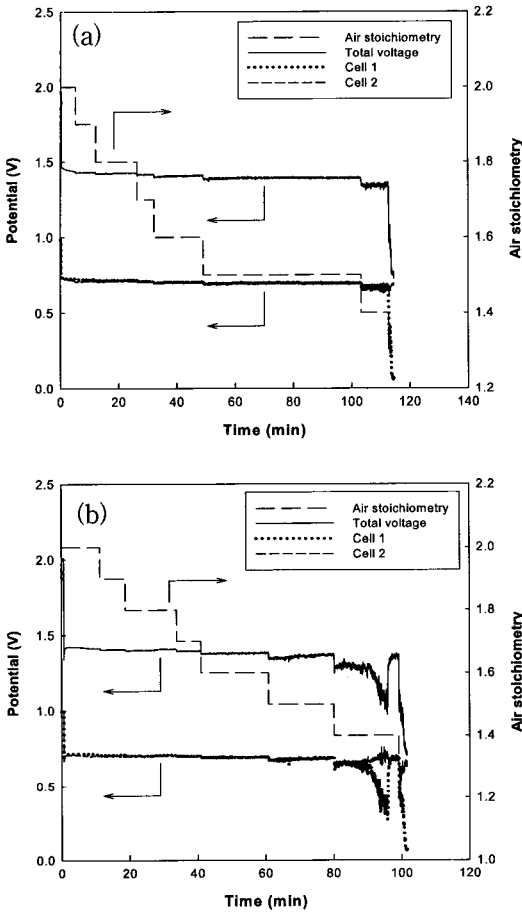 (a)
Air stoichiometry
Total voltage
Cell 1
Cell 2
Potential (V)
2.5
2.0
1.5
1.0
0.5
0.0
Air stoichiometry
2.2
2.0
1.8
1.6
1.4
1.2
0 20 40 60 80 100 120 140
Time (min)
(b)
Air stoichiometry
Total voltage
Cell 1
Cell 2
Potential (V)
2.5
2.0
1.5
1.0
0.5
0.0
Air stoichiometry
2.2
2.0
1.8
1.6
1.4
1.2
1.0
0 20 40 60 80 100 120
Time (min)